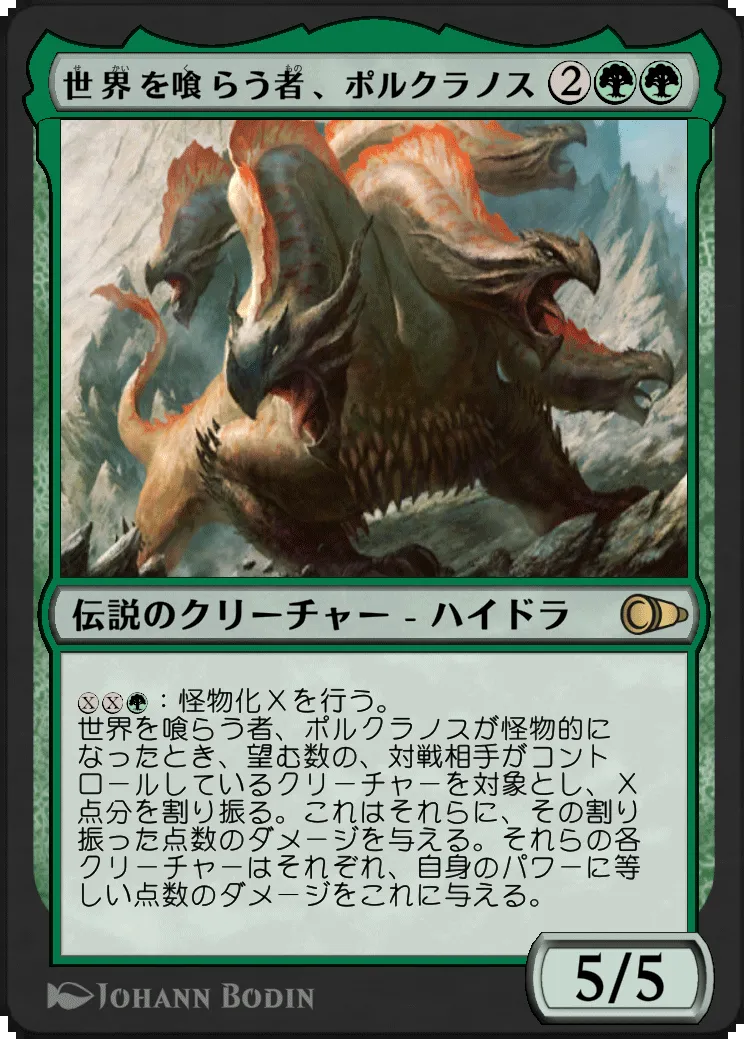 世界を喰らう者、ポルクラノス 2
伝説のクリーチャー - ハイドラ
XX：怪物化Xを行う。
世界を喰らう者、ポルクラノスが怪物的に
なったとき、望む数の、対戦相手がコント
ロールしているクリーチャーを対象とし、X
点分を割り振る。これはそれらに、その割り
振った点数のダメージを与える。それらの各
クリーチャーはそれぞれ、自身のパワーに等
しい点数のダメージをこれに与える。
5/5
JOHANN BODIN